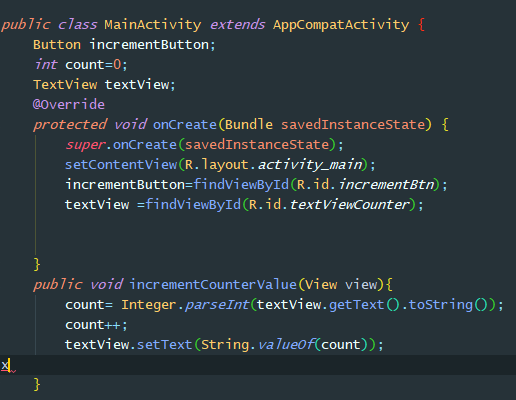 public class MainActivity extends AppCompatActivity {
Button incrementButton;
int count=0;
TextView textView;
@Override
protected void onCreate(Bundle savedInstanceState) {
super.onCreate(savedInstanceState);
setContentView(R.layout.activity_main);
incrementButton=findViewById(R.id.incrementBtn);
textView =findViewById(R.id.textViewCounter);
}
public void incrementCounterValue(View view){
count= Integer.parseInt(textView.getText().toString());
count++;
textView.setText(String.valueOf(count));
x
}